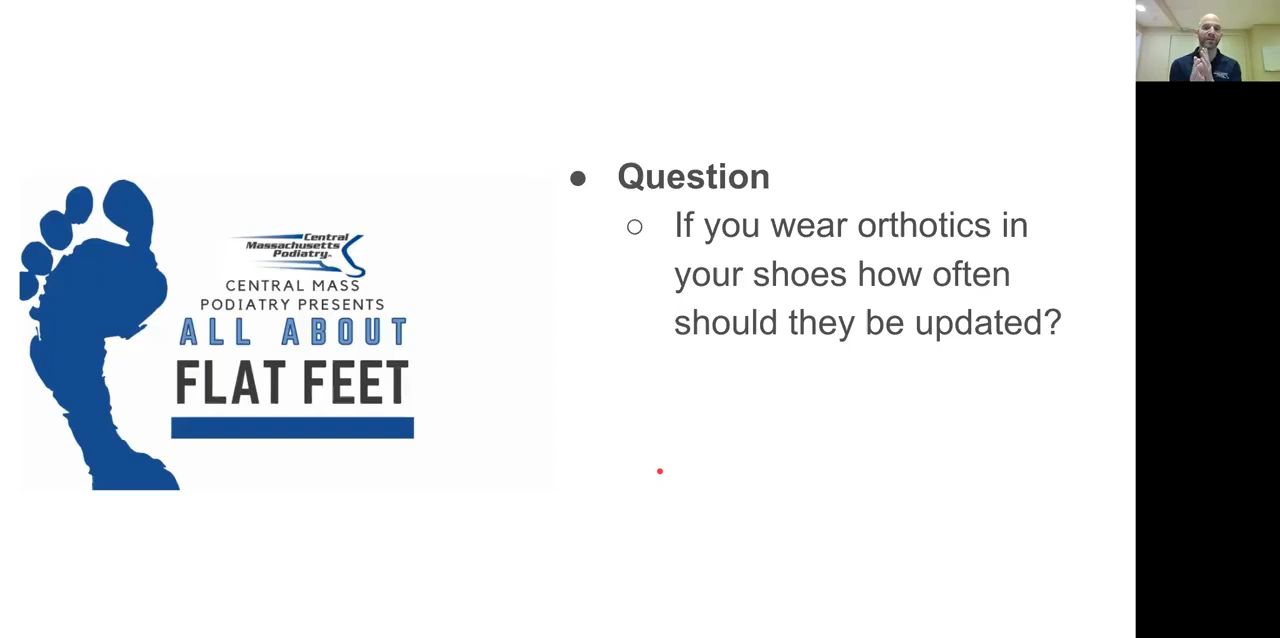 Central
Massachusetts
Podiatry
CENTRAL MASS
PODIATRY PRESENTS
ALL ABOUT
FLAT FEET
● Question
○ If you wear orthotics in
your shoes how often
should they be updated?